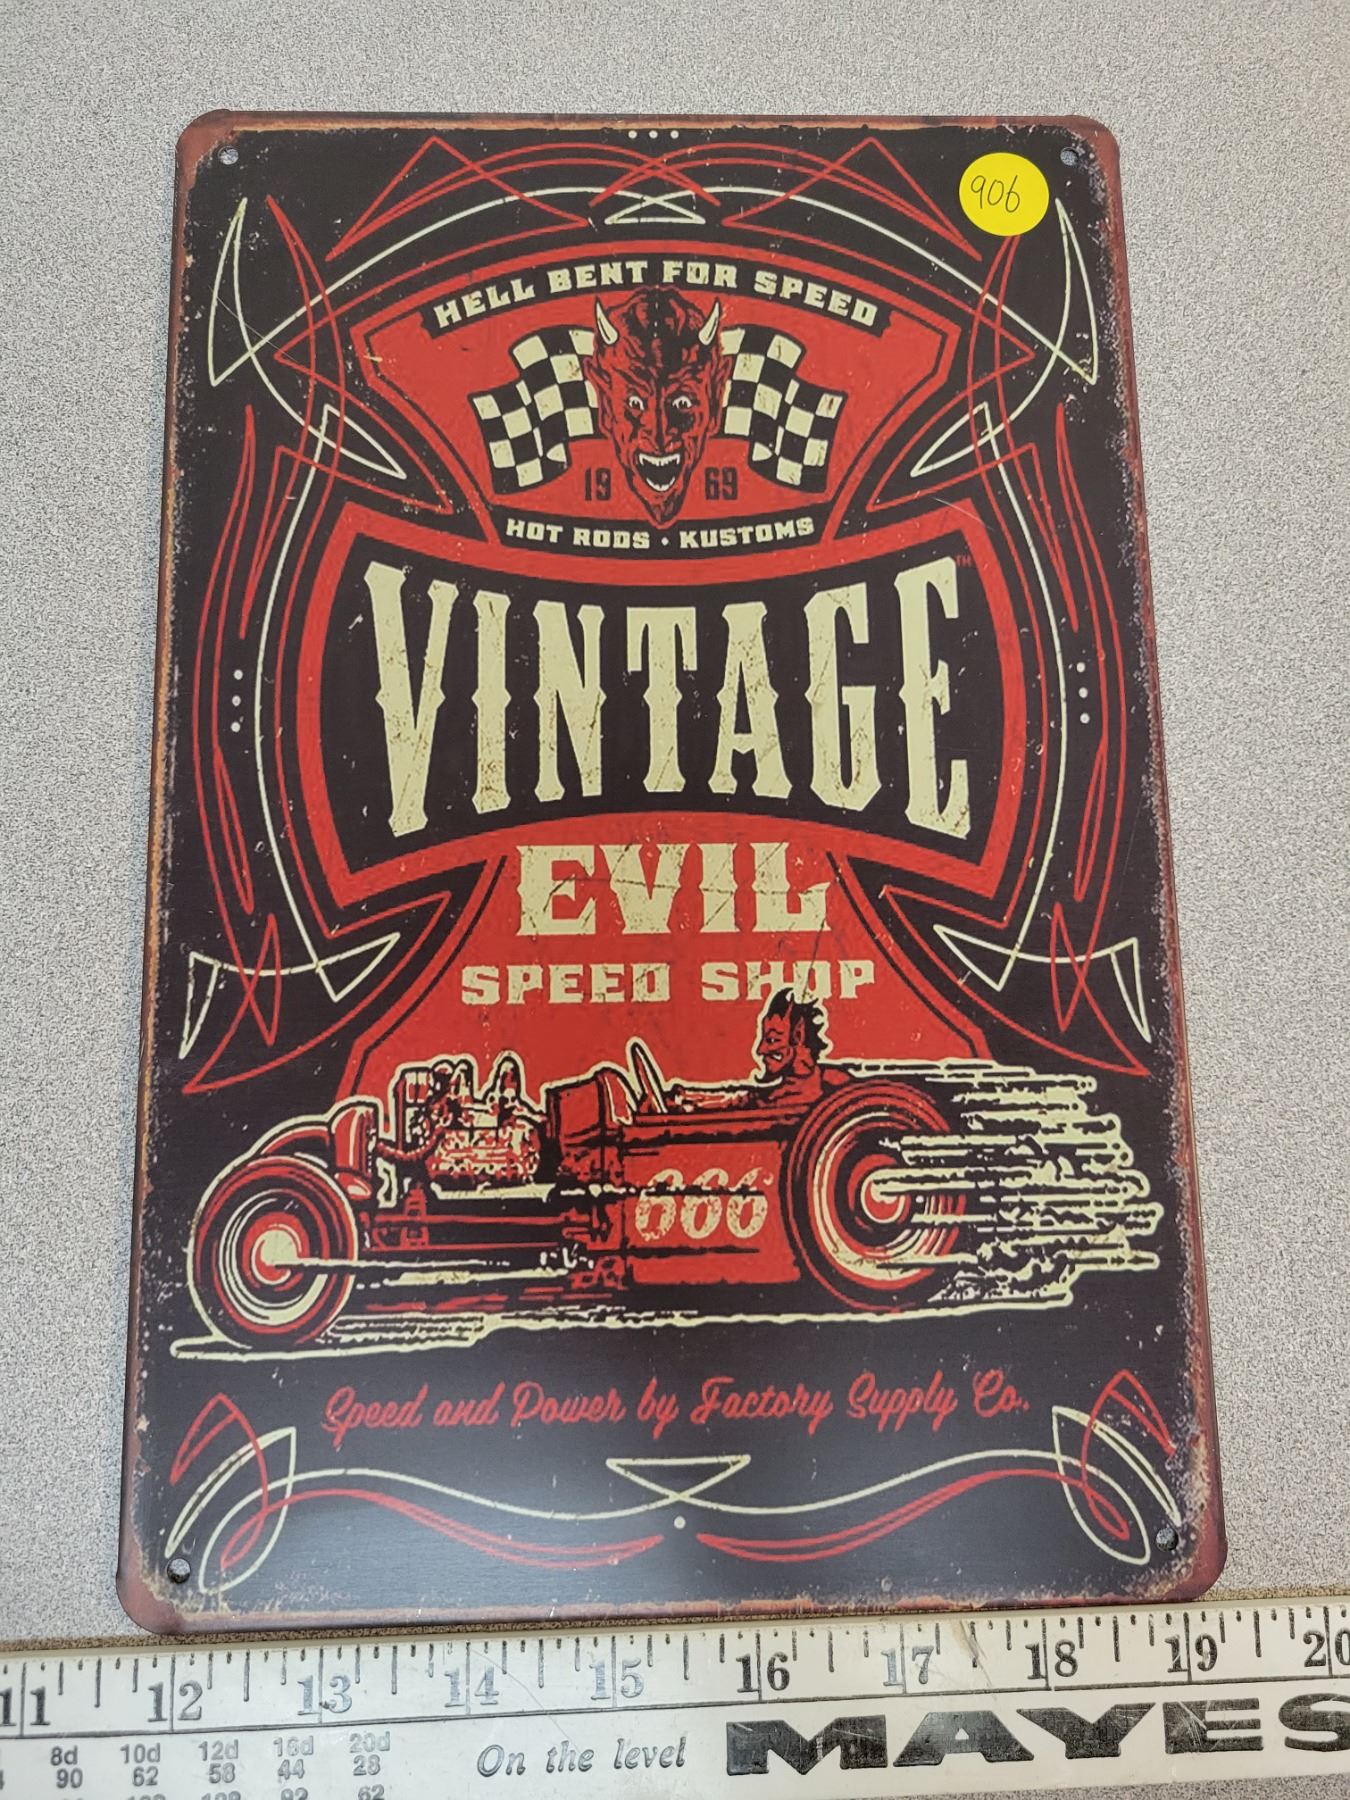 906
HELL BENT FOR SPEED
19 69
HOT RODS • KUSTOMS
VINTAGE™
EVIL
SPEED SHOP
666
Speed and Power by Factory Supply Co.
11 12 13 14 15 16 17 18 19 20
8d 10d 12d 16d 20d
90 62 58 44 28
On the level MAYES